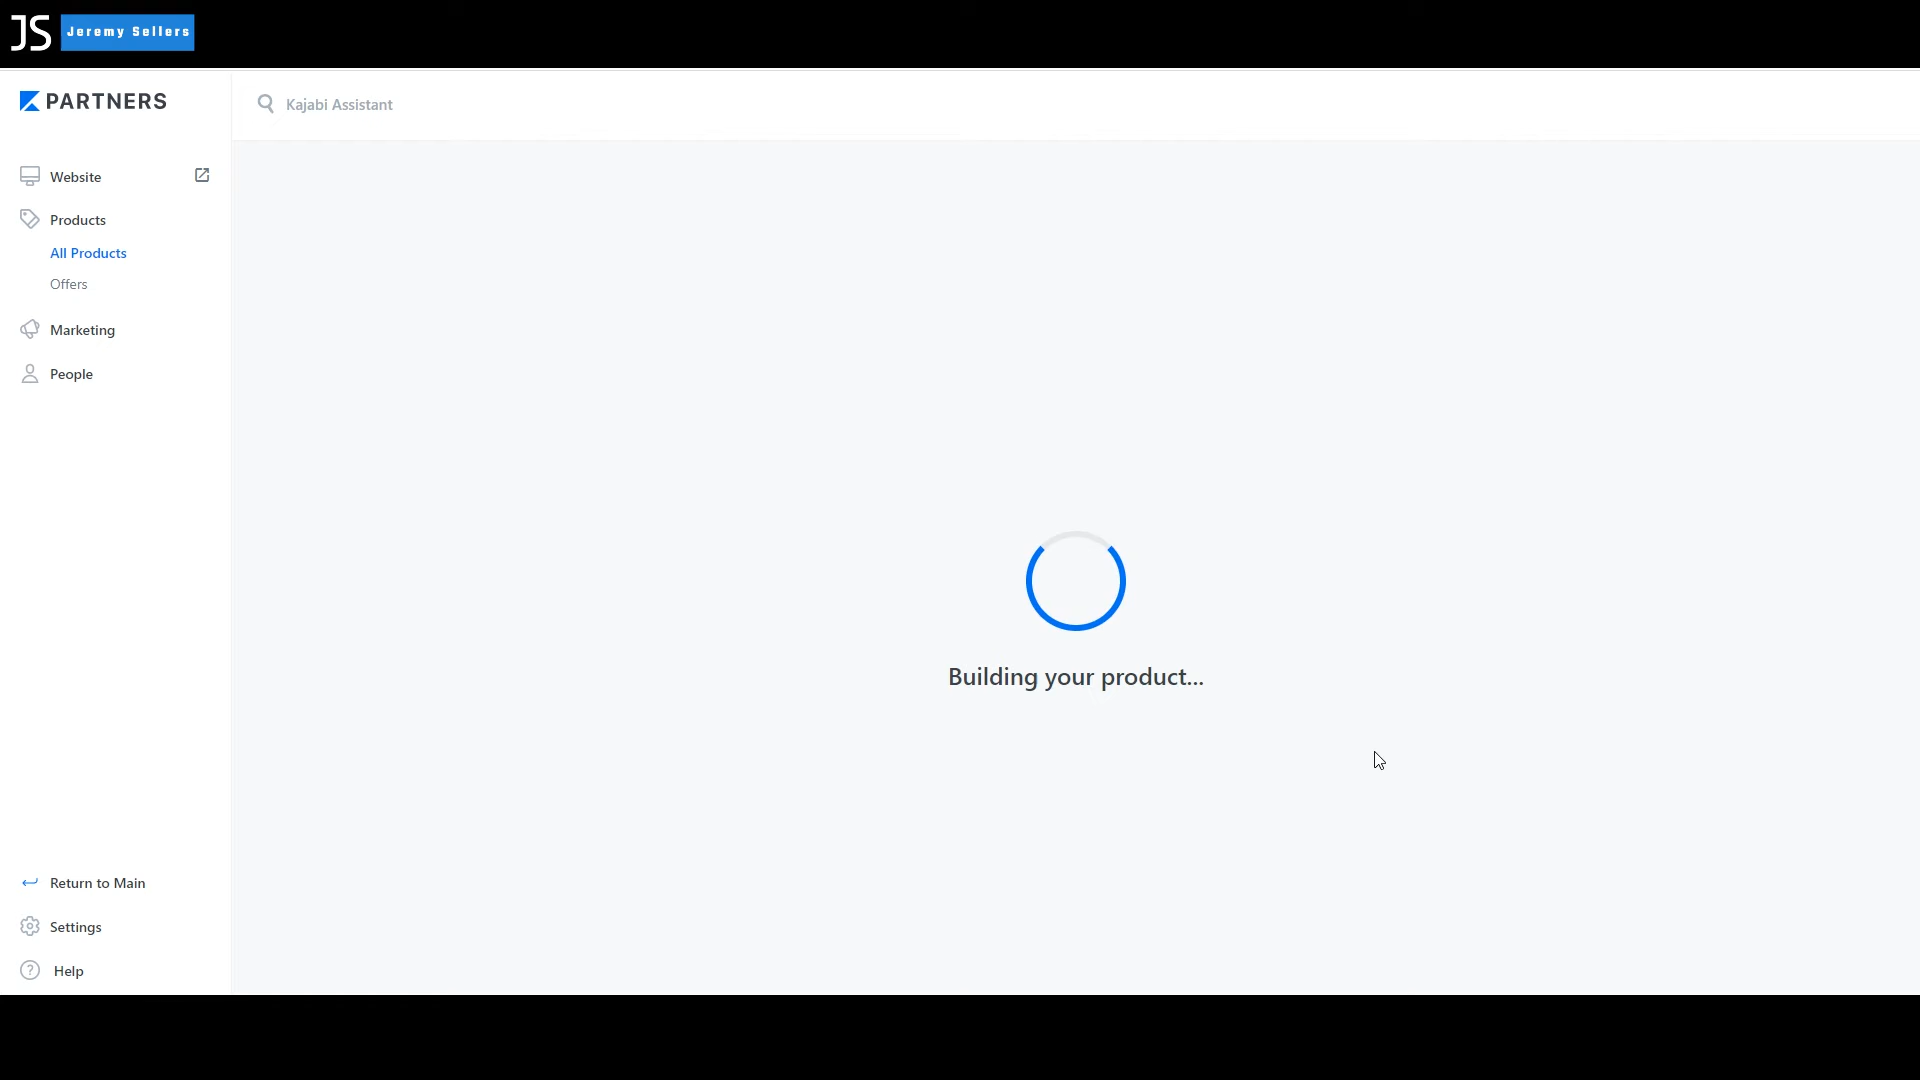 JS Jeremy Sellers
PARTNERS
Kajabi Assistant
Website
Products
All Products
Offers
Marketing
People
Building your product...
Return to Main
Settings
Help